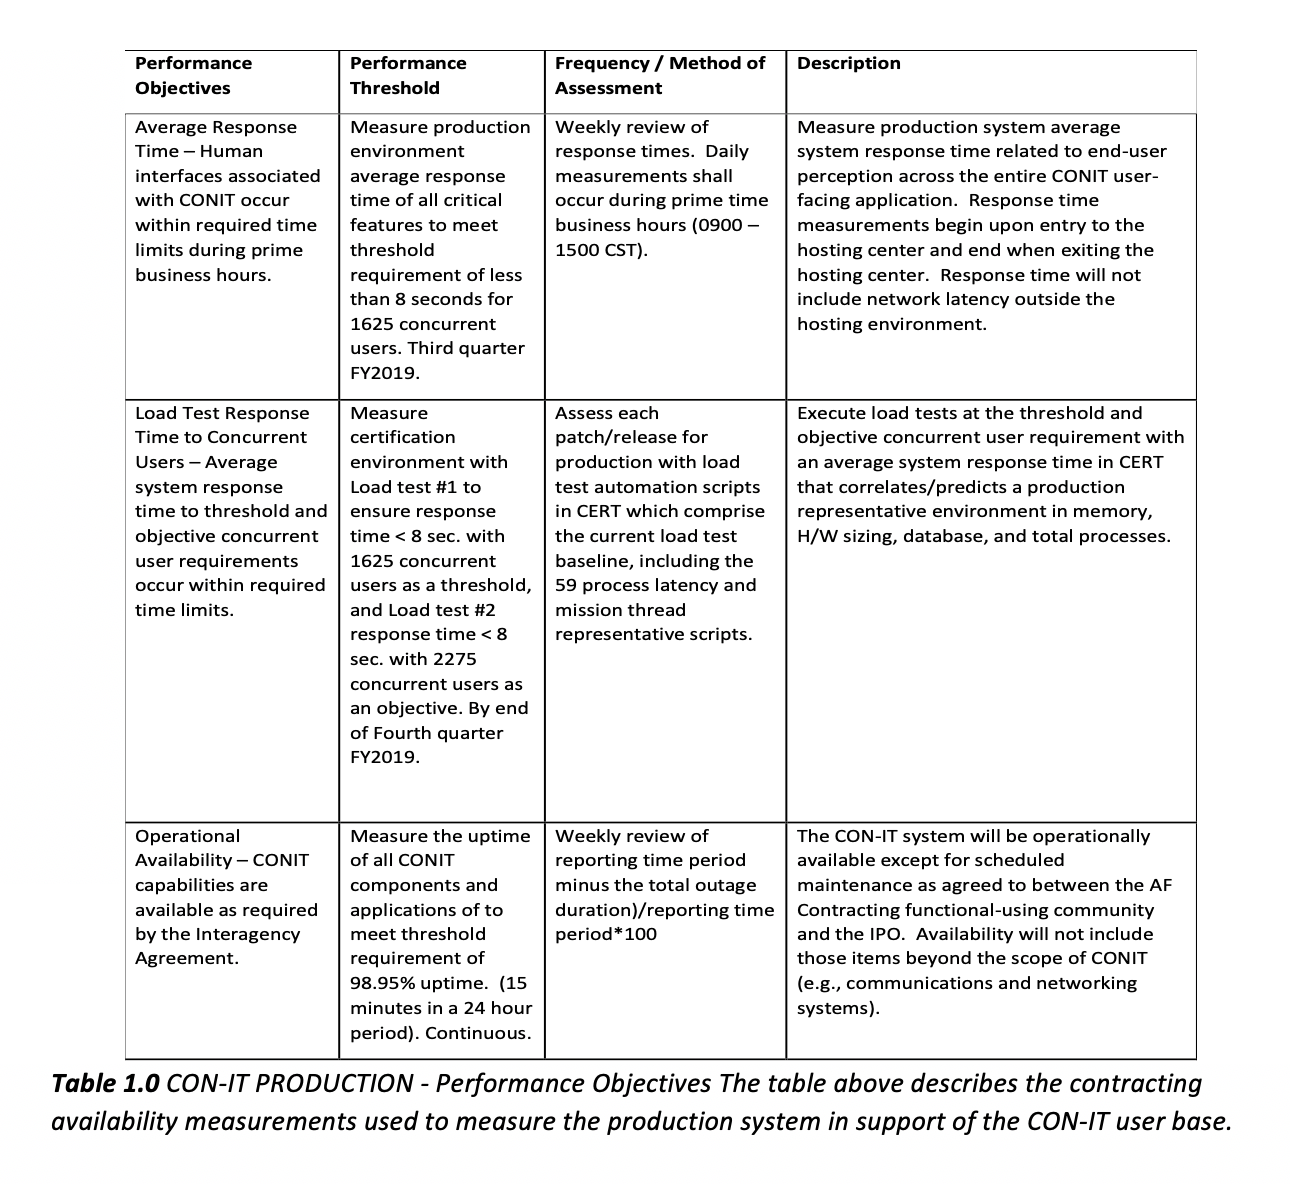 Performance
Objectives
Performance
Threshold
Frequency / Method of
Assessment
Description
Average Response
Time – Human
interfaces associated
with CONIT occur
within required time
limits during prime
business hours.
Measure production
environment
average response
time of all critical
features to meet
threshold
requirement of less
than 8 seconds for
1625 concurrent
users. Third quarter
FY2019.
Weekly review of
response times.  Daily
measurements shall
occur during prime time
business hours (0900 –
1500 CST).
Measure production system average
system response time related to end-user
perception across the entire CONIT user-
facing application.  Response time
measurements begin upon entry to the
hosting center and end when exiting the
hosting center.  Response time will not
include network latency outside the
hosting environment.
Load Test Response
Time to Concurrent
Users – Average
system response
time to threshold and
objective concurrent
user requirements
occur within required
time limits.
Measure
certification
environment with
Load test #1 to
ensure response
time < 8 sec. with
1625 concurrent
users as a threshold,
and Load test #2
response time < 8
sec. with 2275
concurrent users as
an objective. By end
of Fourth quarter
FY2019.
Assess each
patch/release for
production with load
test automation scripts
in CERT which comprise
the current load test
baseline, including the
59 process latency and
mission thread
representative scripts.
Execute load tests at the threshold and
objective concurrent user requirement with
an average system response time in CERT
that correlates/predicts a production
representative environment in memory,
H/W sizing, database, and total processes.
Operational
Availability – CONIT
capabilities are
available as required
by the Interagency
Agreement.
Measure the uptime
of all CONIT
components and
applications of to
meet threshold
requirement of
98.95% uptime.  (15
minutes in a 24 hour
period). Continuous.
Weekly review of
reporting time period
minus the total outage
duration)/reporting time
period*100
The CON-IT system will be operationally
available except for scheduled
maintenance as agreed to between the AF
Contracting functional-using community
and the IPO.  Availability will not include
those items beyond the scope of CONIT
(e.g., communications and networking
systems).
Table 1.0 CON-IT PRODUCTION - Performance Objectives The table above describes the contracting
availability measurements used to measure the production system in support of the CON-IT user base.